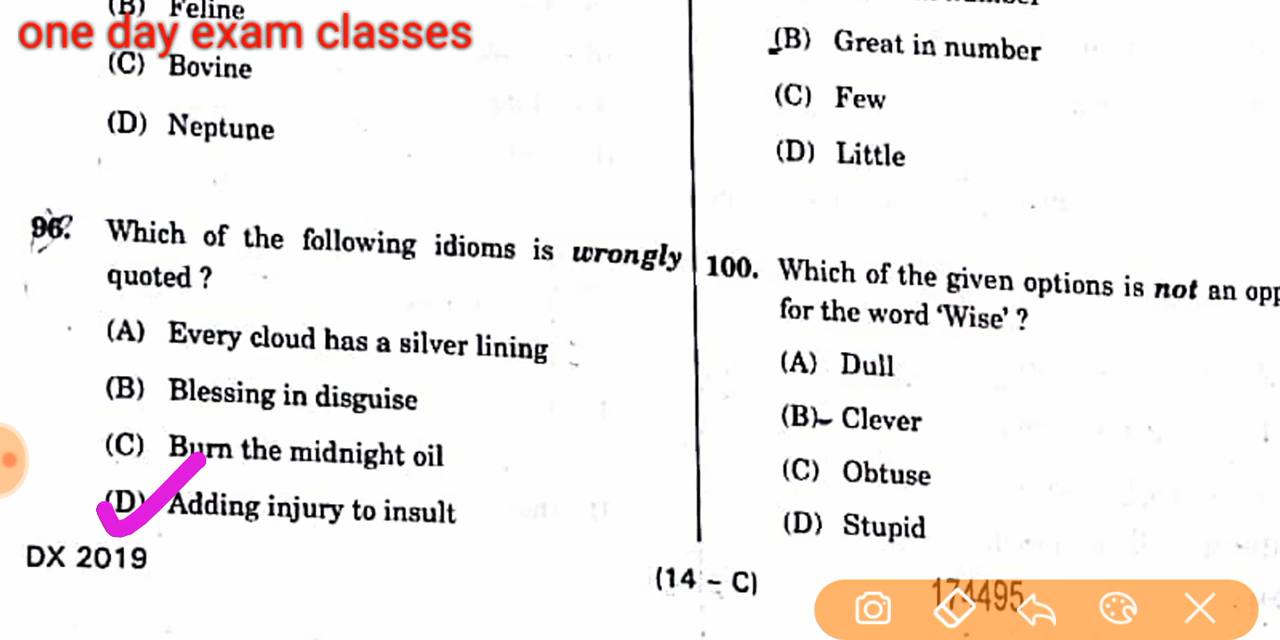 (B) Feline
one day exam classes
(C) Bovine
(D) Neptune
96. Which of the following idioms is wrongly
quoted ?
(A) Every cloud has a silver lining
(B) Blessing in disguise
(C) Burn the midnight oil
(D) Adding injury to insult
DX 2019
(B) Great in number
(C) Few
(D) Little
100. Which of the given options is not an opp
for the word ‘Wise’ ?
(A) Dull
(B) Clever
(C) Obtuse
(D) Stupid
(14 – C)
174495